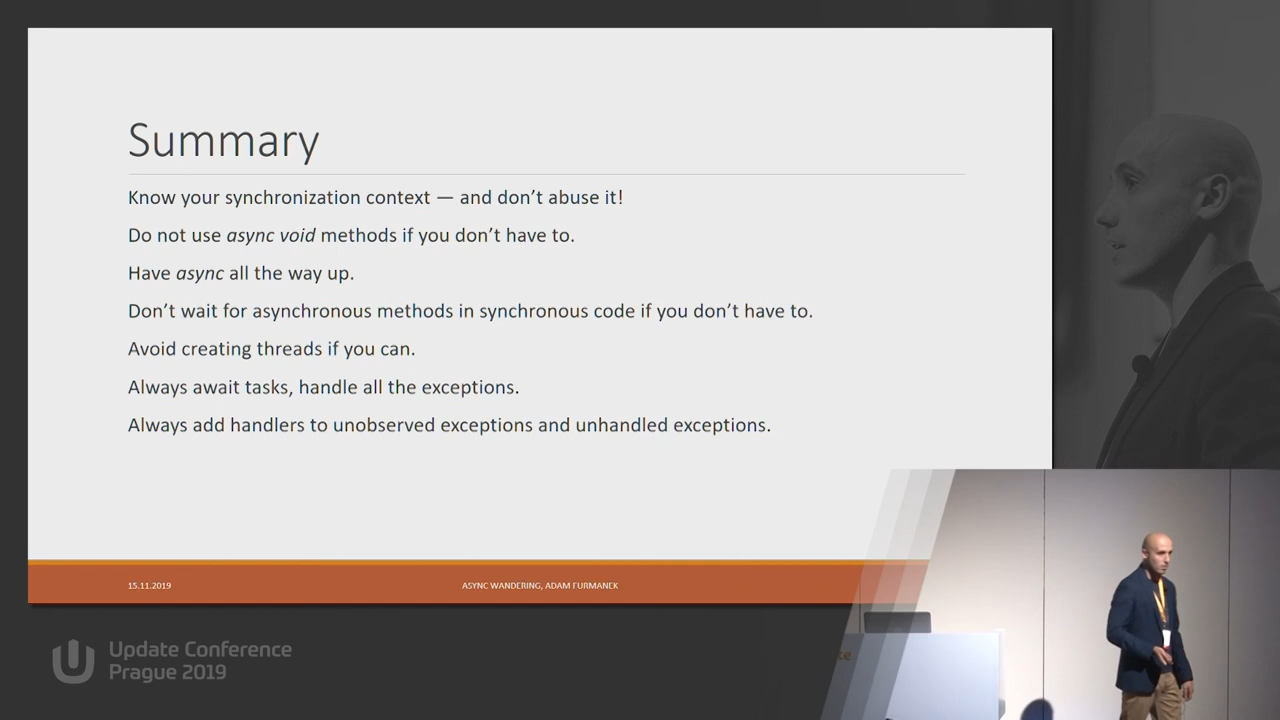 Summary
Know your synchronization context — and don't abuse it!
Do not use async void methods if you don't have to.
Have async all the way up.
Don't wait for asynchronous methods in synchronous code if you don't have to.
Avoid creating threads if you can.
Always await tasks, handle all the exceptions.
Always add handlers to unobserved exceptions and unhandled exceptions.
15.11.2019
ASYNC WANDERING, ADAM FURMANEK
Update Conference
Prague 2019